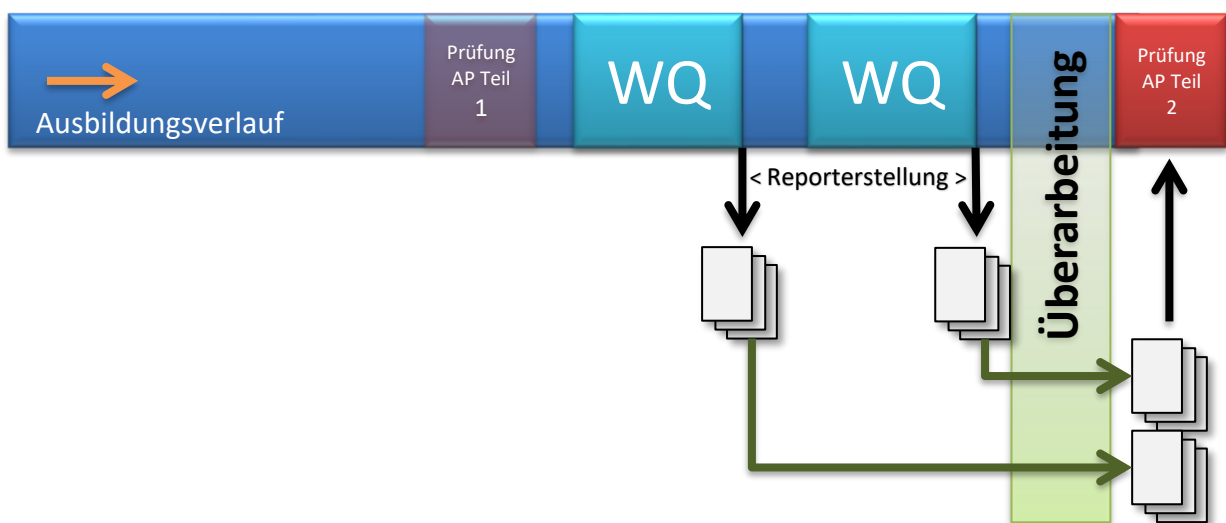 Ausbildungsverlauf
Prüfung
AP Teil
1
WQ
WQ
Überarbeitung
Prüfung
AP Teil
2
< Reporterstellung >